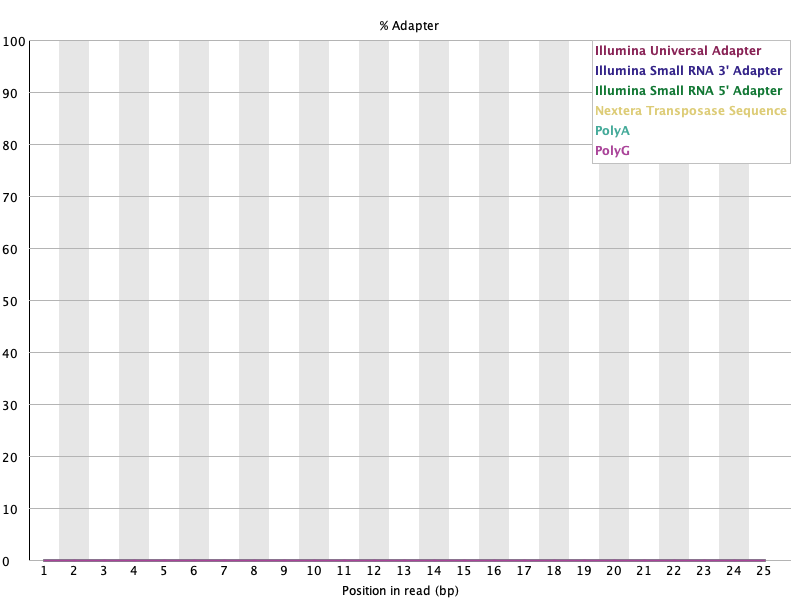 % Adapter
100
90
80
70
60
50
40
30
20
10
0
Illumina Universal Adapter
Illumina Small RNA 3' Adapter
Illumina Small RNA 5' Adapter
Nextera Transposase Sequence
PolyA
PolyG
1 2 3 4 5 6 7 8 9 10 11 12 13 14 15 16 17 18 19 20 21 22 23 24 25
Position in read (bp)